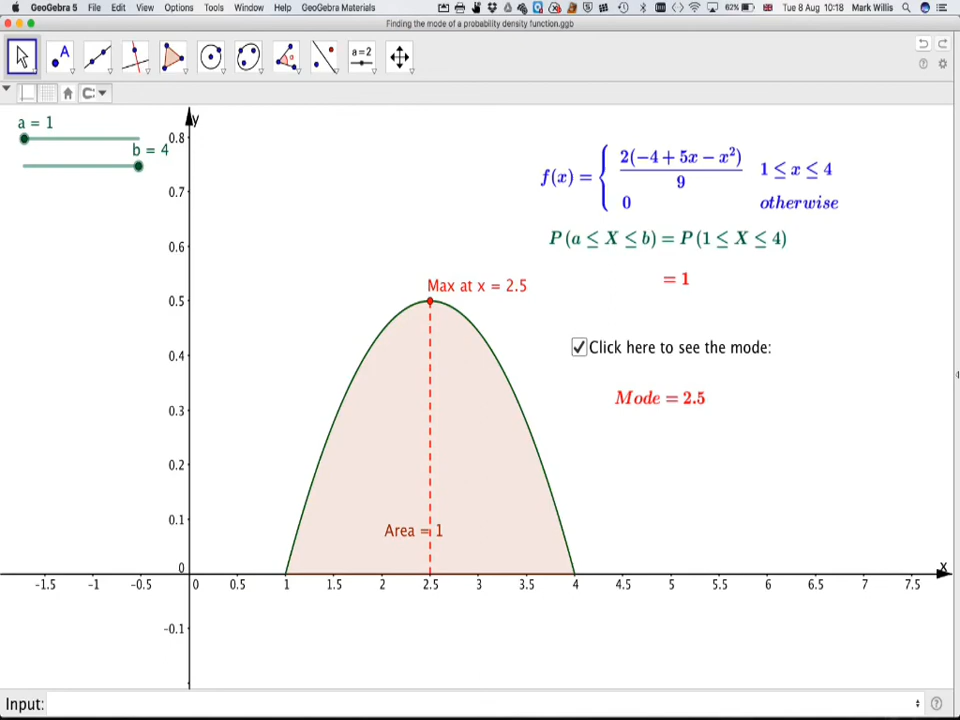 GeoGebra 5 File Edit View Options Tools Window Help GeoGebra Materials 62% Tue 8 Aug 10:18 Mark Willis
Finding the mode of a probability density function.ggb
A
a=2
a = 1
b = 4
y
0.8
0.7
0.6
0.5
0.4
0.3
0.2
0.1
0
-0.1
f(x) = { 2(−4 + 5x − x²) / 9 1 ≤ x ≤ 4
0 otherwise
P(a ≤ X ≤ b) = P(1 ≤ X ≤ 4)
= 1
Max at x = 2.5
Click here to see the mode:
Mode = 2.5
Area = 1
x
-1.5 -1 -0.5 0 0.5 1 1.5 2 2.5 3 3.5 4 4.5 5 5.5 6 6.5 7 7.5
Input: